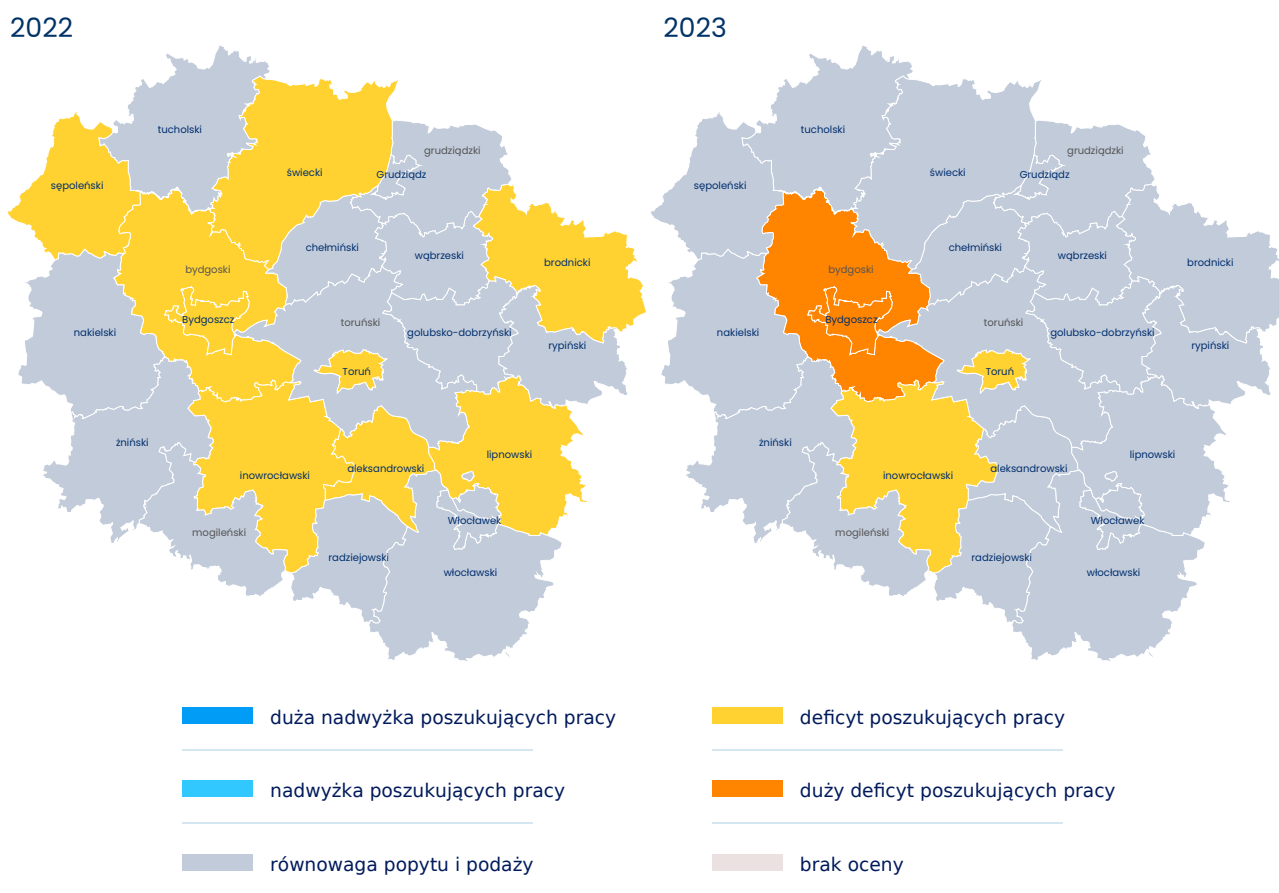 2022
2023
tucholski
grudziądzki
świecki
Grudziądz
sępoleński
chełmiński
wąbrzeski
brodnicki
bydgoski
Bydgoszcz
toruński
golubsko-dobrzyński
nakielski
rypiński
Toruń
żniński
lipnowski
aleksandrowski
inowrocławski
Włocławek
mogileński
radziejowski
włocławski
tucholski
grudziądzki
świecki
Grudziądz
sępoleński
chełmiński
wąbrzeski
brodnicki
bydgoski
Bydgoszcz
toruński
golubsko-dobrzyński
nakielski
rypiński
Toruń
żniński
lipnowski
aleksandrowski
inowrocławski
Włocławek
mogileński
radziejowski
włocławski
duża nadwyżka poszukujących pracy
deficyt poszukujących pracy
nadwyżka poszukujących pracy
duży deficyt poszukujących pracy
równowaga popytu i podaży
brak oceny